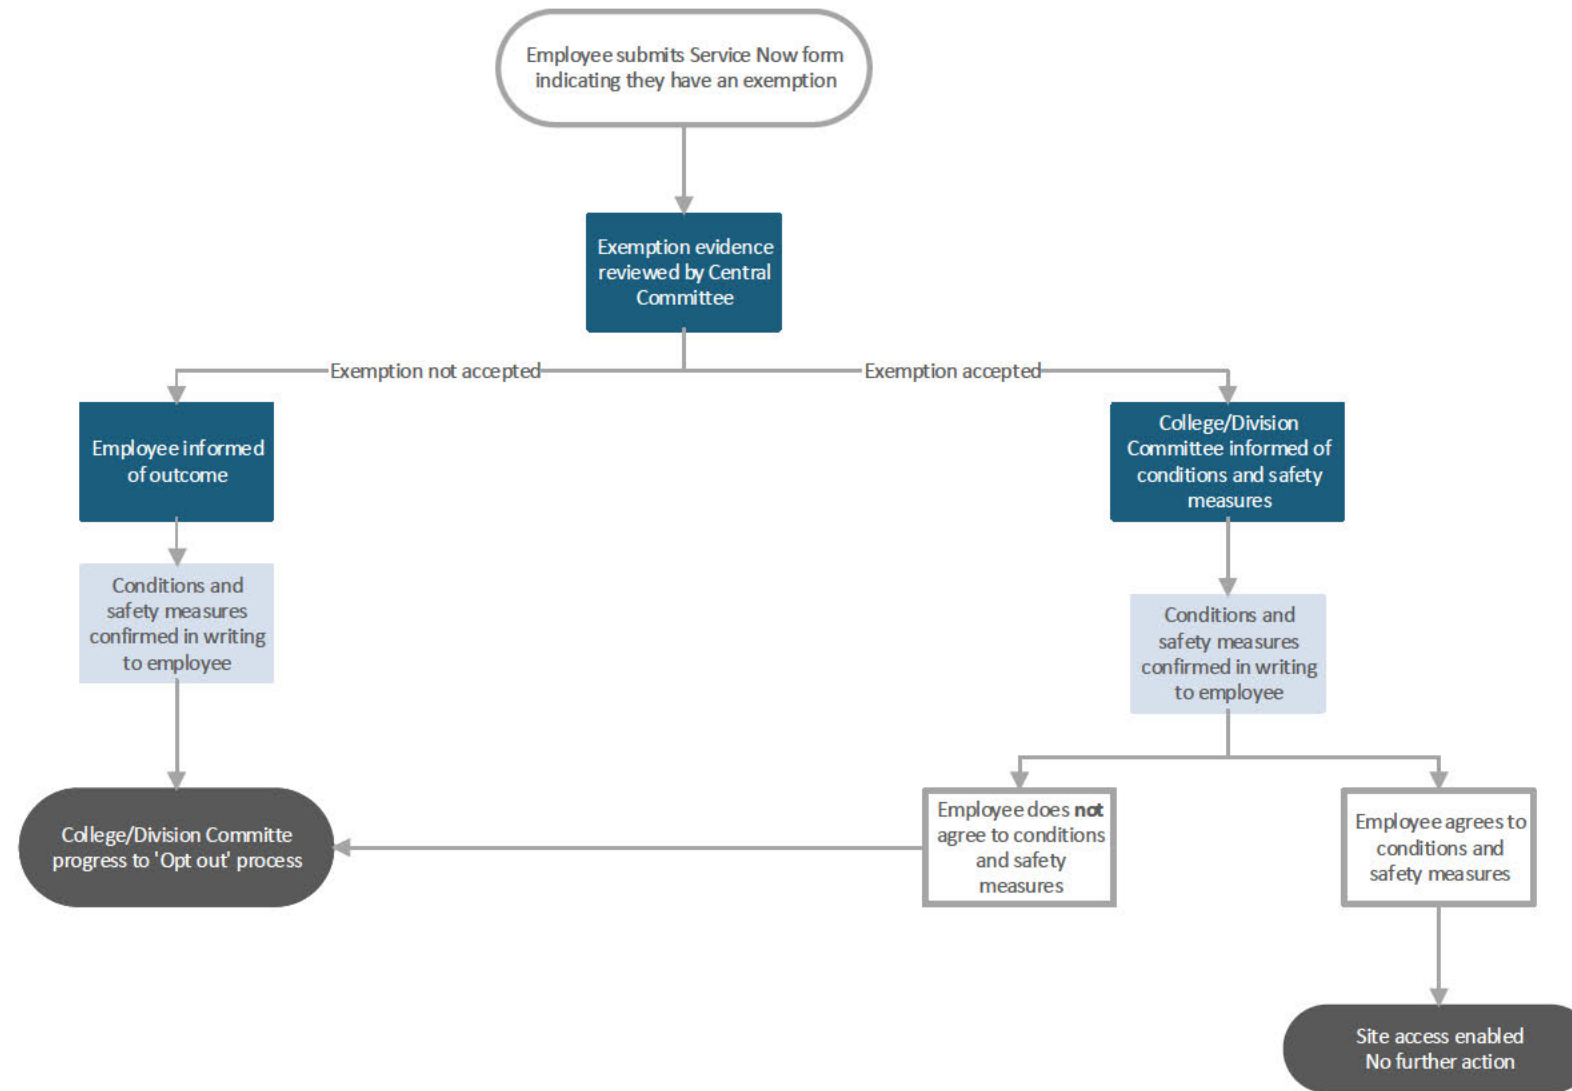 Employee submits Service Now form
indicating they have an exemption
Exemption evidence
reviewed by Central
Committee
Exemption not accepted
Exemption accepted
Employee informed
of outcome
College/Division
Committee informed of
conditions and safety
measures
Conditions and
safety measures
confirmed in writing
to employee
Conditions and
safety measures
confirmed in writing
to employee
College/Division Committe
progress to 'Opt out' process
Employee does not
agree to conditions
and safety
measures
Employee agrees to
conditions and
safety measures
Site access enabled
No further action